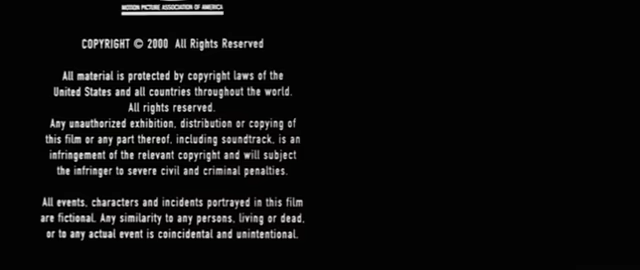 MOTION PICTURE ASSOCIATION OF AMERICA
COPYRIGHT © 2000 All Rights Reserved
All material is protected by copyright laws of the
United States and all countries throughout the world.
All rights reserved.
Any unauthorized exhibition, distribution or copying of
this film or any part thereof, including soundtrack, is an
infringement of the relevant copyright and will subject
the infringer to severe civil and criminal penalties.
All events, characters and incidents portrayed in this film
are fictional. Any similarity to any persons, living or dead,
or to any actual event is coincidental and unintentional.